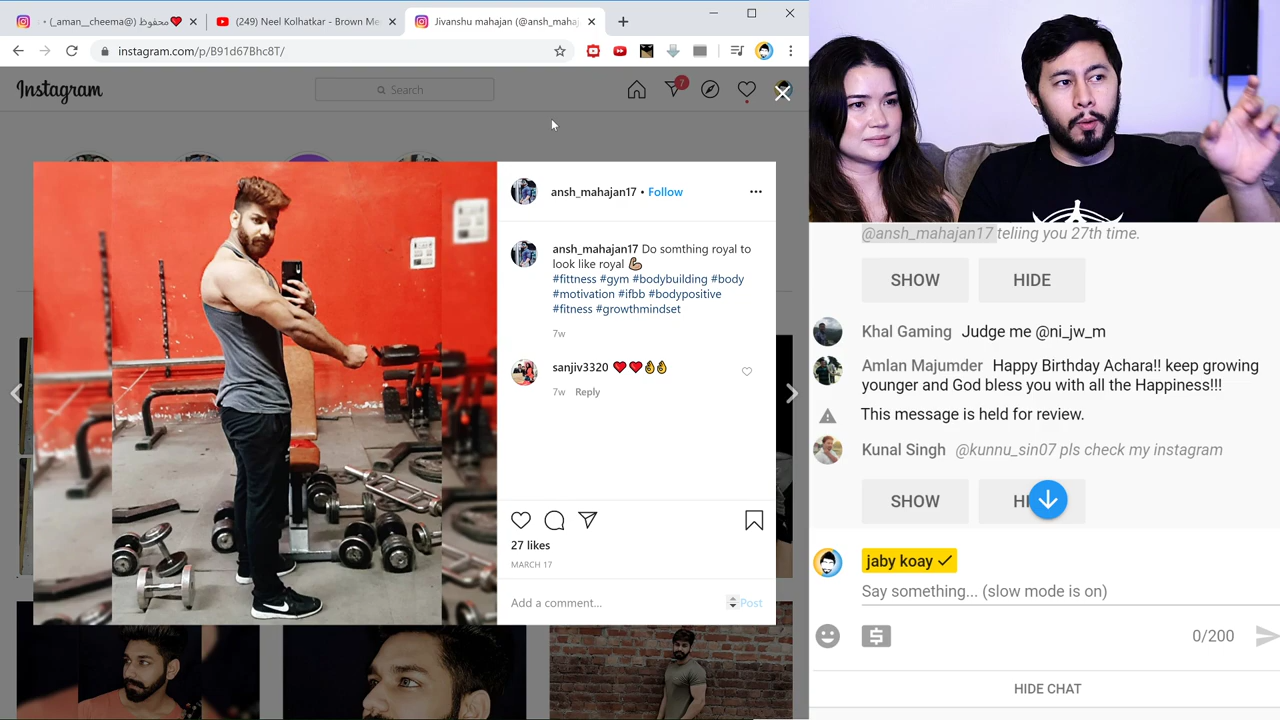 محفوظ❤️ (@_aman__cheema_) •
(249) Neel Kolhatkar - Brown Me
Jivanshu mahajan (@ansh_maha
instagram.com/p/B91d67Bhc8T/
Instagram
Search
7
ansh_mahajan17 • Follow
ansh_mahajan17 Do somthing royal to
look like royal 💪
#fittness #gym #bodybuilding #body
#motivation #ifbb #bodypositive
#fitness #growthmindset
7w
sanjiv3320 ❤️❤️👌👌
7w Reply
27 likes
MARCH 17
Add a comment...
Post
@ansh_mahajan17 teliing you 27th time.
SHOW
HIDE
Khal Gaming Judge me @ni_jw_m
Amlan Majumder Happy Birthday Achara!! keep growing
younger and God bless you with all the Happiness!!!
This message is held for review.
Kunal Singh @kunnu_sin07 pls check my instagram
SHOW
HI
jaby koay ✓
Say something... (slow mode is on)
0/200
HIDE CHAT